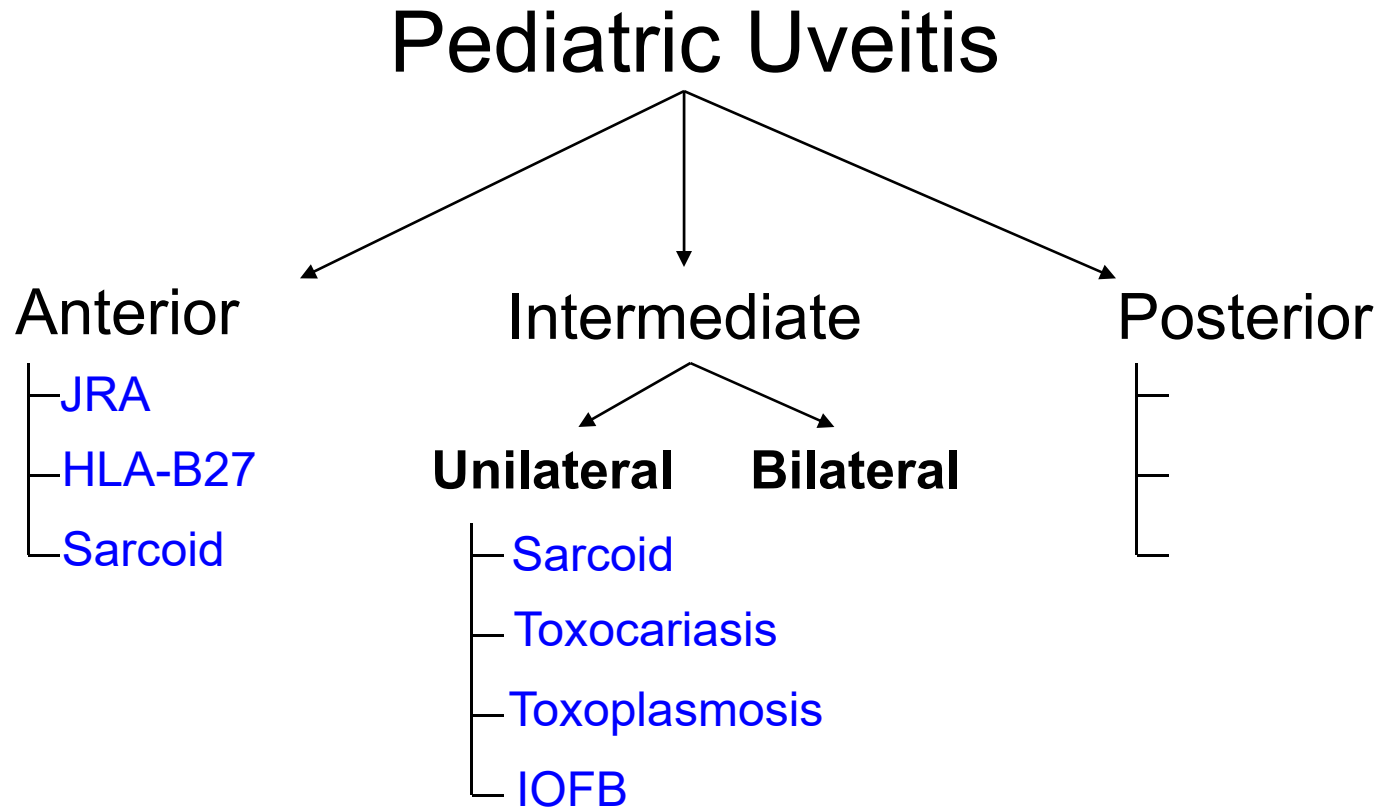 Pediatric Uveitis
Anterior
JRA
HLA-B27
Sarcoid
Intermediate
Unilateral
Sarcoid
Toxocariasis
Toxoplasmosis
IOFB
Bilateral
Posterior